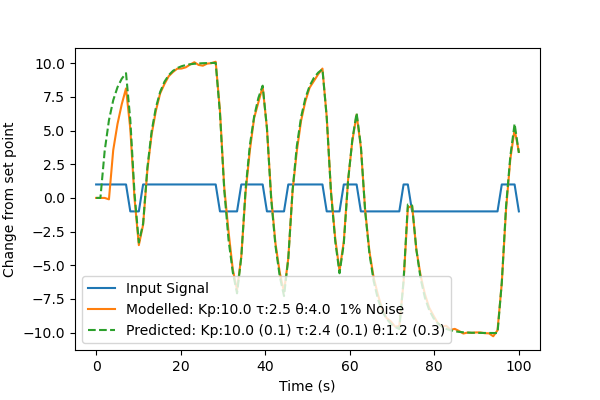 10.0
7.5
5.0
2.5
0.0
−2.5
−5.0
−7.5
−10.0
Change from set point
Input Signal
Modelled: Kp:10.0 τ:2.5 θ:4.0  1% Noise
Predicted: Kp:10.0 (0.1) τ:2.4 (0.1) θ:1.2 (0.3)
0 20 40 60 80 100
Time (s)